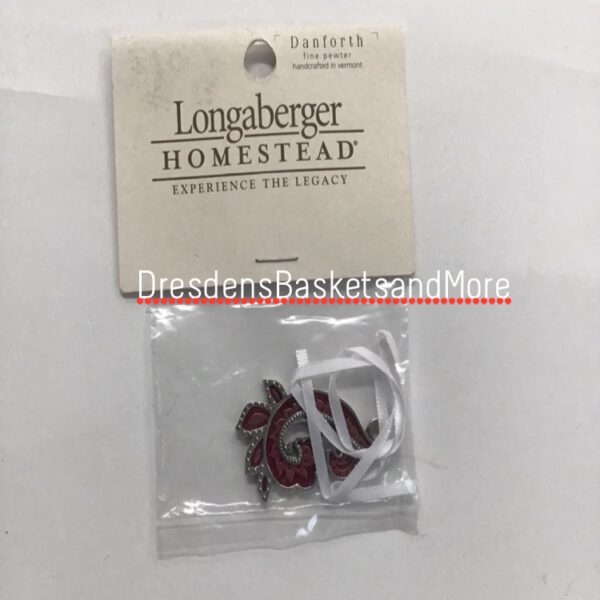 Danforth
fine pewter
handcrafted in vermont
Longaberger
HOMESTEAD®
EXPERIENCE THE LEGACY
DresdensBasketsandMore